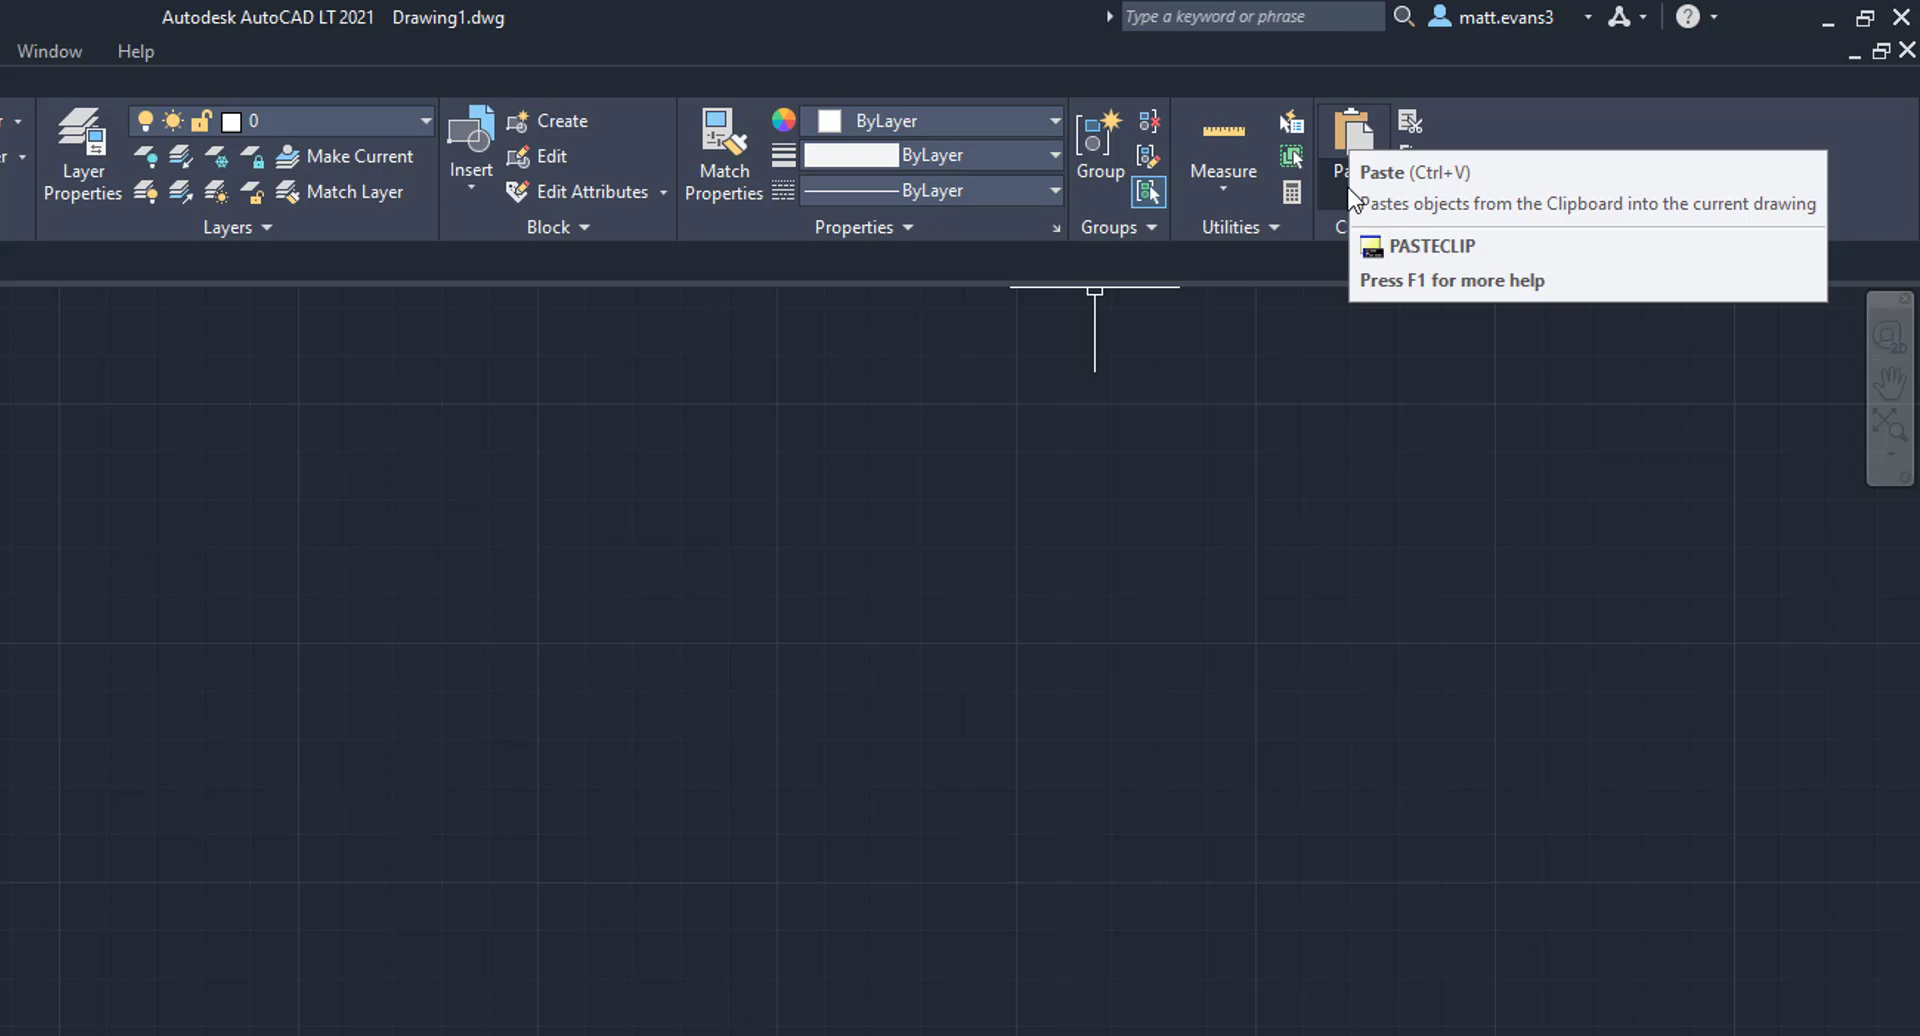 Autodesk AutoCAD LT 2021 Drawing1.dwg
Type a keyword or phrase
matt.evans3
Window Help
0
Make Current
Match Layer
Layer
Properties
Layers
Insert
Create
Edit
Edit Attributes
Block
Match
Properties
ByLayer
ByLayer
ByLayer
Properties
Group
Groups
Measure
Utilities
Paste (Ctrl+V)
Pastes objects from the Clipboard into the current drawing
PASTECLIP
Press F1 for more help
2D